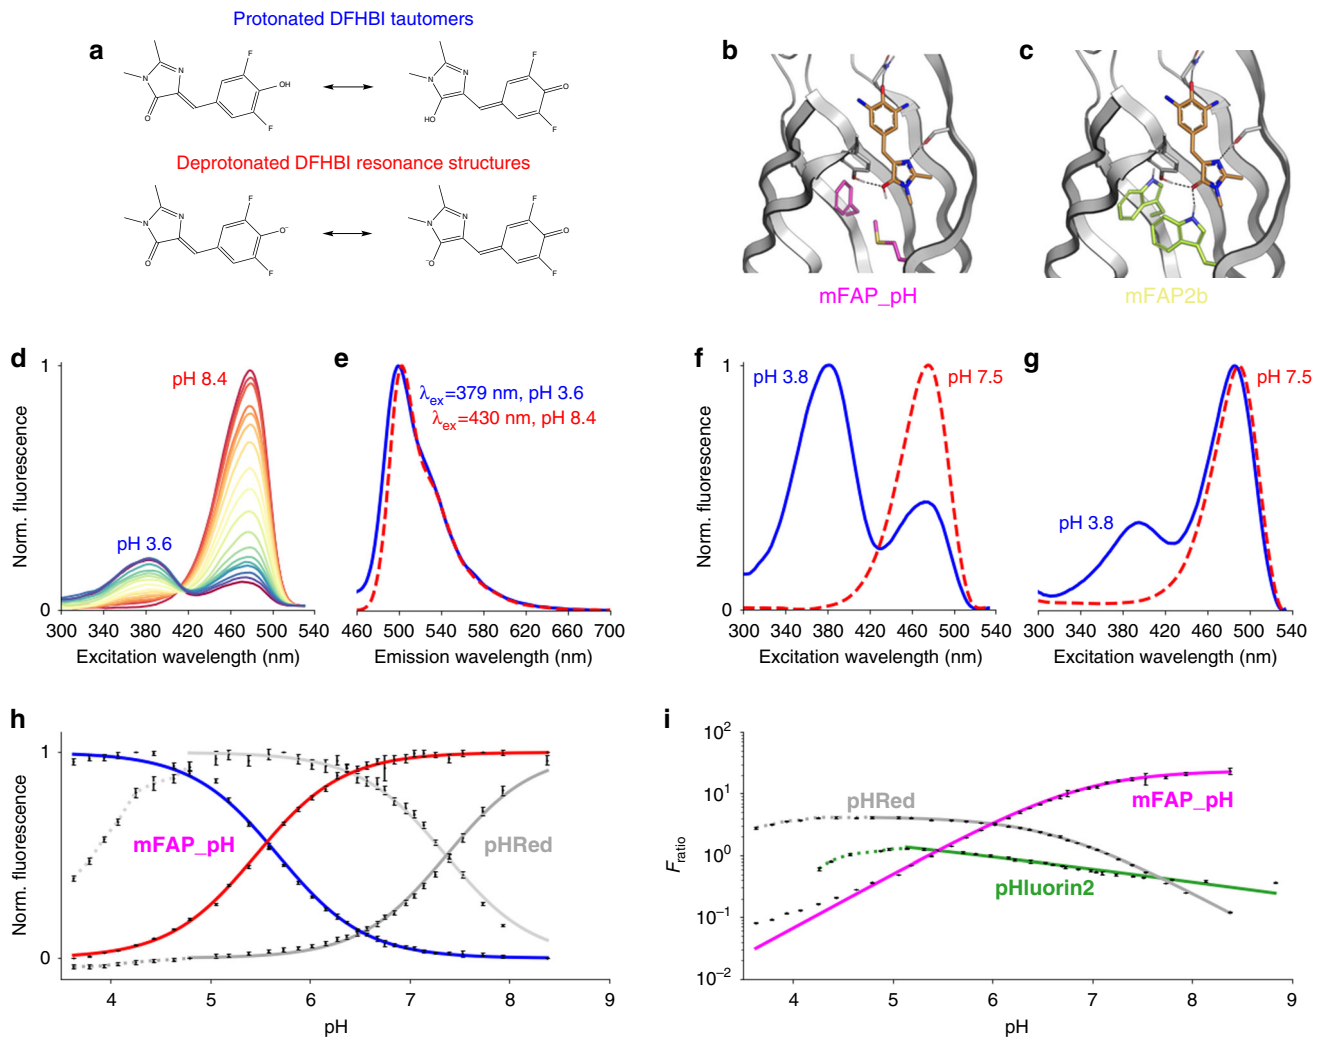 Protonated DFHBI tautomers
a
N
N
O
F
OH
F
N
N
HO
F
O
F
Deprotonated DFHBI resonance structures
N
N
O
F
O-
F
N
N
-O
F
O
F
b
mFAP_pH
c
mFAP2b
d
1
0
Norm. fluorescence
pH 8.4
pH 3.6
300 340 380 420 460 500 540
Excitation wavelength (nm)
e
λex=379 nm, pH 3.6
λex=430 nm, pH 8.4
460 500 540 580 620 660 700
Emission wavelength (nm)
f
1
0
Norm. fluorescence
pH 3.8
pH 7.5
300 340 380 420 460 500 540
Excitation wavelength (nm)
g
pH 7.5
pH 3.8
300 340 380 420 460 500 540
Excitation wavelength (nm)
h
1
0
Norm. fluorescence
mFAP_pH
pHRed
4 5 6 7 8 9
pH
i
10²
10¹
10⁰
10⁻¹
10⁻²
Fratio
pHRed
mFAP_pH
pHluorin2
4 5 6 7 8 9
pH